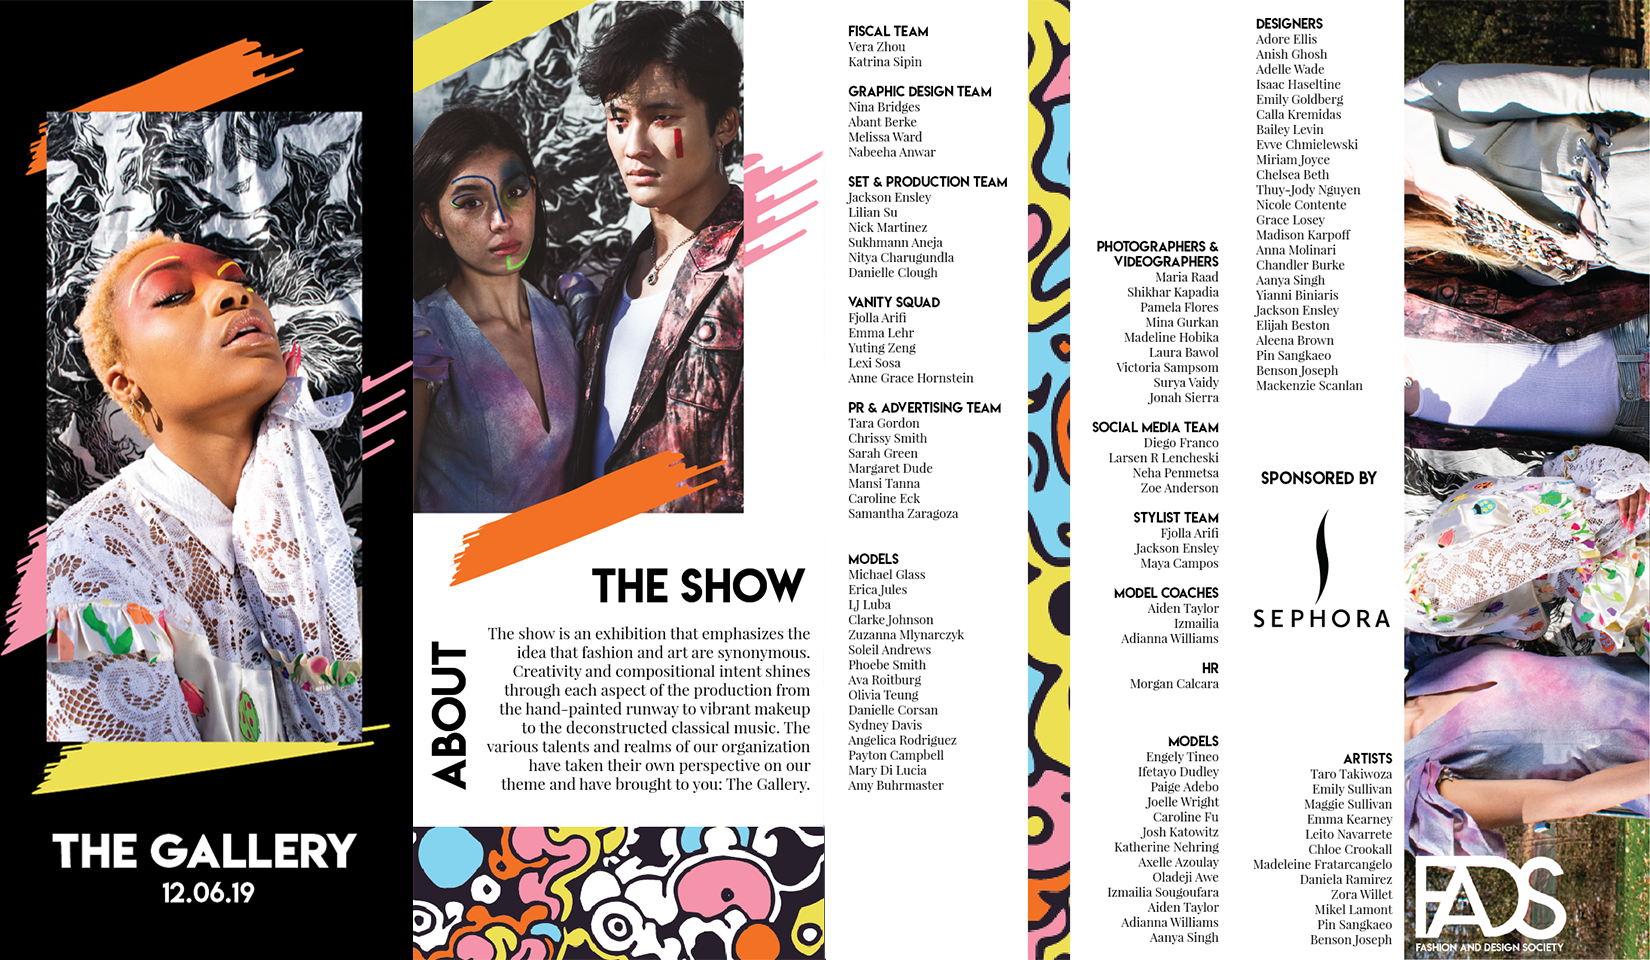 THE GALLERY
12.06.19
THE SHOW
ABOUT
The show is an exhibition that emphasizes the
idea that fashion and art are synonymous.
Creativity and compositional intent shines
through each aspect of the production from
the hand-painted runway to vibrant makeup
to the deconstructed classical music. The
various talents and realms of our organization
have taken their own perspective on our
theme and have brought to you: The Gallery.
FISCAL TEAM
Vera Zhou
Katrina Sipin
GRAPHIC DESIGN TEAM
Nina Bridges
Abant Berke
Melissa Ward
Nabeeha Anwar
SET & PRODUCTION TEAM
Jackson Ensley
Lilian Su
Nick Martinez
Sukhmann Aneja
Nitya Charugundla
Danielle Clough
VANITY SQUAD
Fjolla Arifi
Emma Lehr
Yuting Zeng
Lexi Sosa
Anne Grace Hornstein
PR & ADVERTISING TEAM
Tara Gordon
Chrissy Smith
Sarah Green
Margaret Dude
Mansi Tanna
Caroline Eck
Samantha Zaragoza
MODELS
Michael Glass
Erica Jules
LJ Luba
Clarke Johnson
Zuzanna Mlynarczyk
Soleil Andrews
Phoebe Smith
Ava Roitburg
Olivia Teung
Danielle Corsan
Sydney Davis
Angelica Rodriguez
Payton Campbell
Mary Di Lucia
Amy Buhrmaster
PHOTOGRAPHERS &
VIDEOGRAPHERS
Maria Raad
Shikhar Kapadia
Pamela Flores
Mina Gurkan
Madeline Hobika
Laura Bawol
Victoria Sampsom
Surya Vaidy
Jonah Sierra
SOCIAL MEDIA TEAM
Diego Franco
Larsen R Lencheski
Neha Penmetsa
Zoe Anderson
STYLIST TEAM
Fjolla Arifi
Jackson Ensley
Maya Campos
MODEL COACHES
Aiden Taylor
Izmailia
Adianna Williams
HR
Morgan Calcara
MODELS
Engely Tineo
Ifetayo Dudley
Paige Adebo
Joelle Wright
Caroline Fu
Josh Katowitz
Katherine Nehring
Axelle Azoulay
Oladeji Awe
Izmailia Sougoufara
Aiden Taylor
Adianna Williams
Aanya Singh
DESIGNERS
Adore Ellis
Anish Ghosh
Adelle Wade
Isaac Haseltine
Emily Goldberg
Calla Kremidas
Bailey Levin
Evve Chmielewski
Miriam Joyce
Chelsea Beth
Thuy-Jody Nguyen
Nicole Contente
Grace Losey
Madison Karpoff
Anna Molinari
Chandler Burke
Aanya Singh
Yianni Biniaris
Jackson Ensley
Elijah Beston
Aleena Brown
Pin Sangkaeo
Benson Joseph
Mackenzie Scanlan
SPONSORED BY
SEPHORA
ARTISTS
Taro Takiwoza
Emily Sullivan
Maggie Sullivan
Emma Kearney
Leito Navarrete
Chloe Crookall
Madeleine Fratarcangelo
Daniela Ramirez
Zora Willet
Mikel Lamont
Pin Sangkaeo
Benson Joseph
FADS
FASHION AND DESIGN SOCIETY